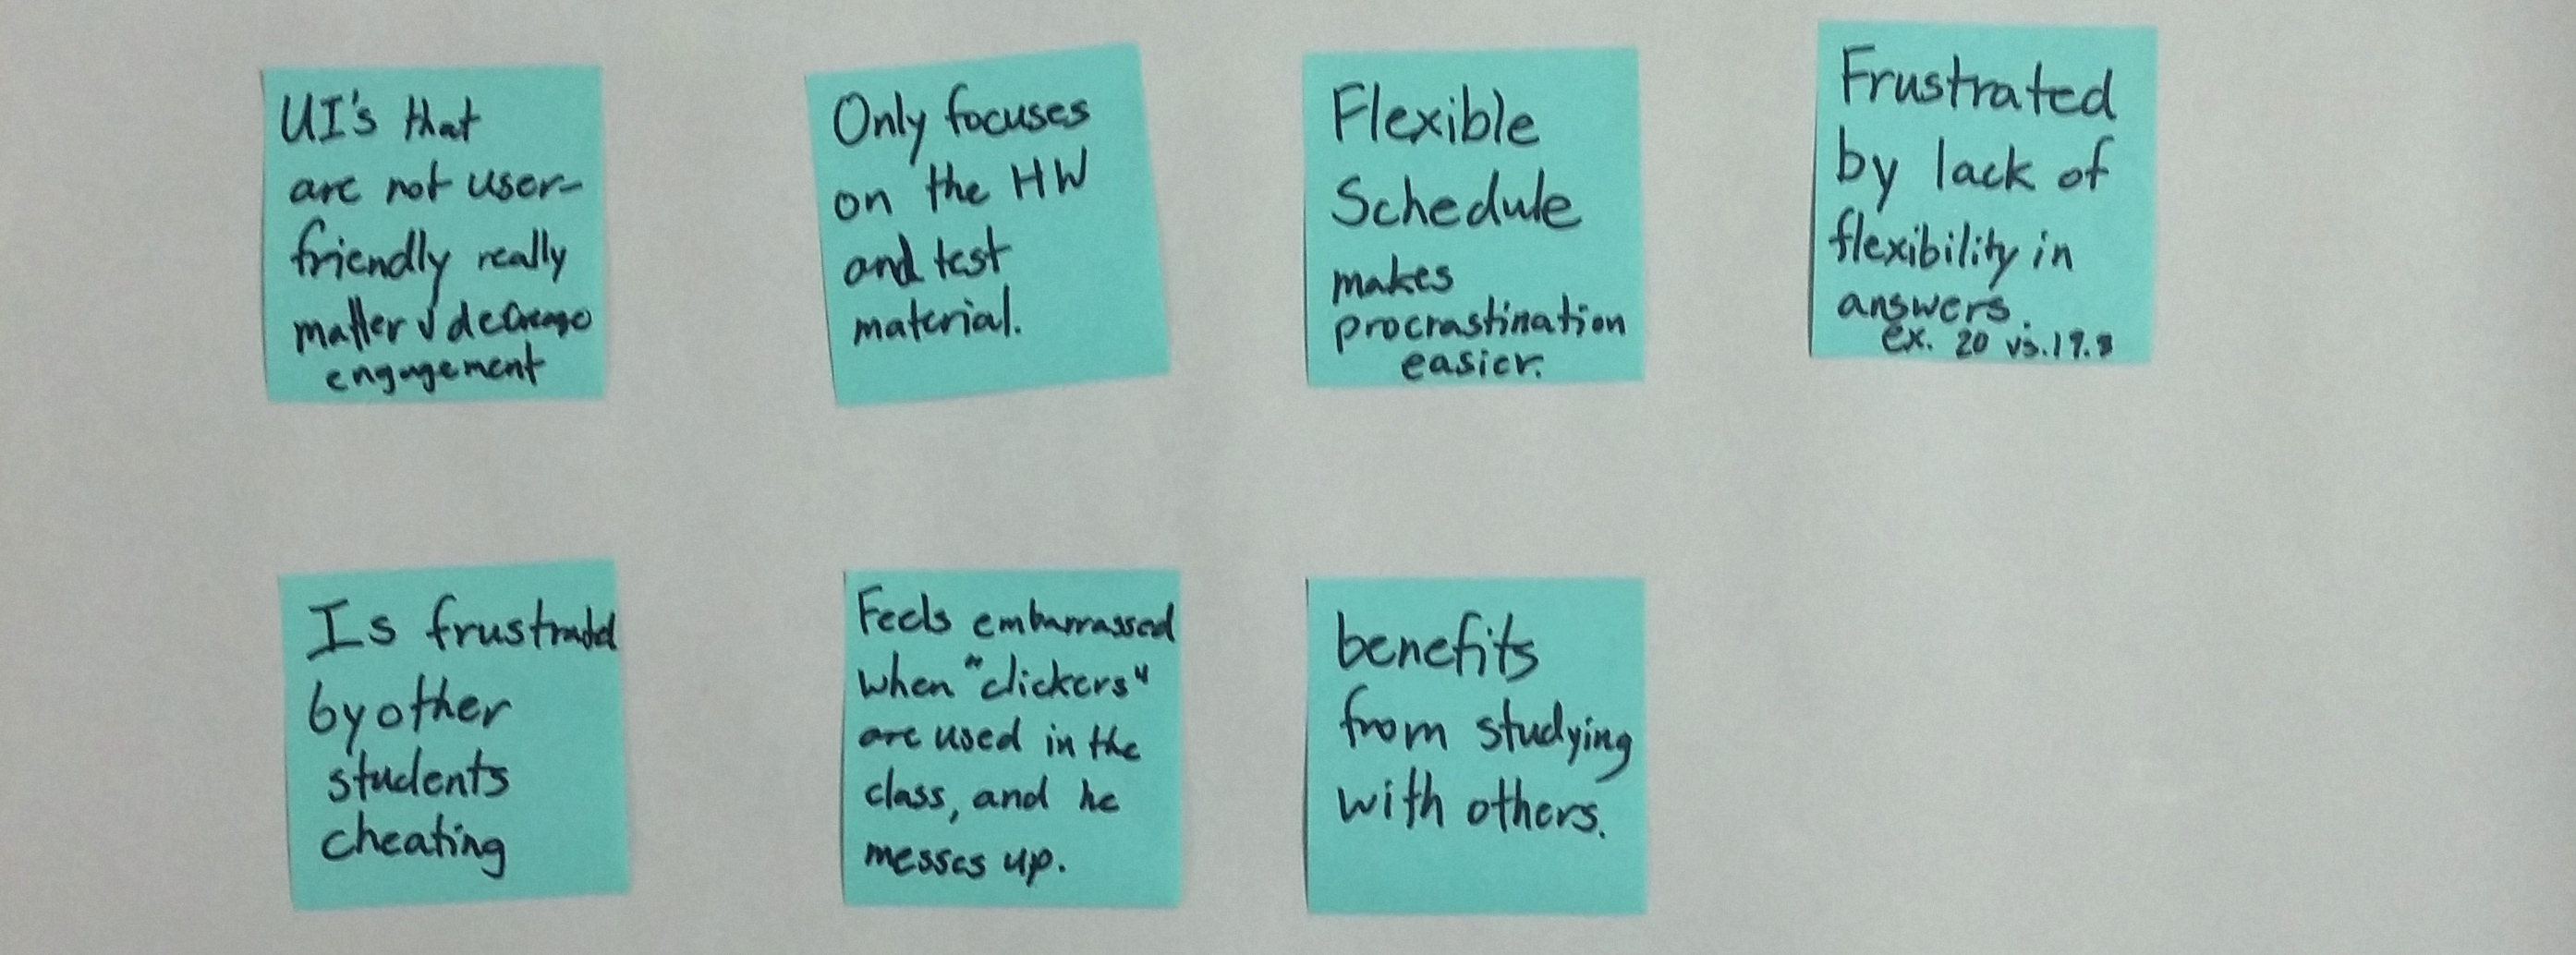 UI's that
are not user-
friendly really
matter & decrease
engagement
Only focuses
on the HW
and test
material.
Flexible
Schedule
makes
procrastination
easier.
Frustrated
by lack of
flexibility in
answers.
ex. 20 vs. 19.8
Is frustrated
by other
students
cheating
Feels embarrassed
when "clickers"
are used in the
class, and he
messes up.
benefits
from studying
with others.